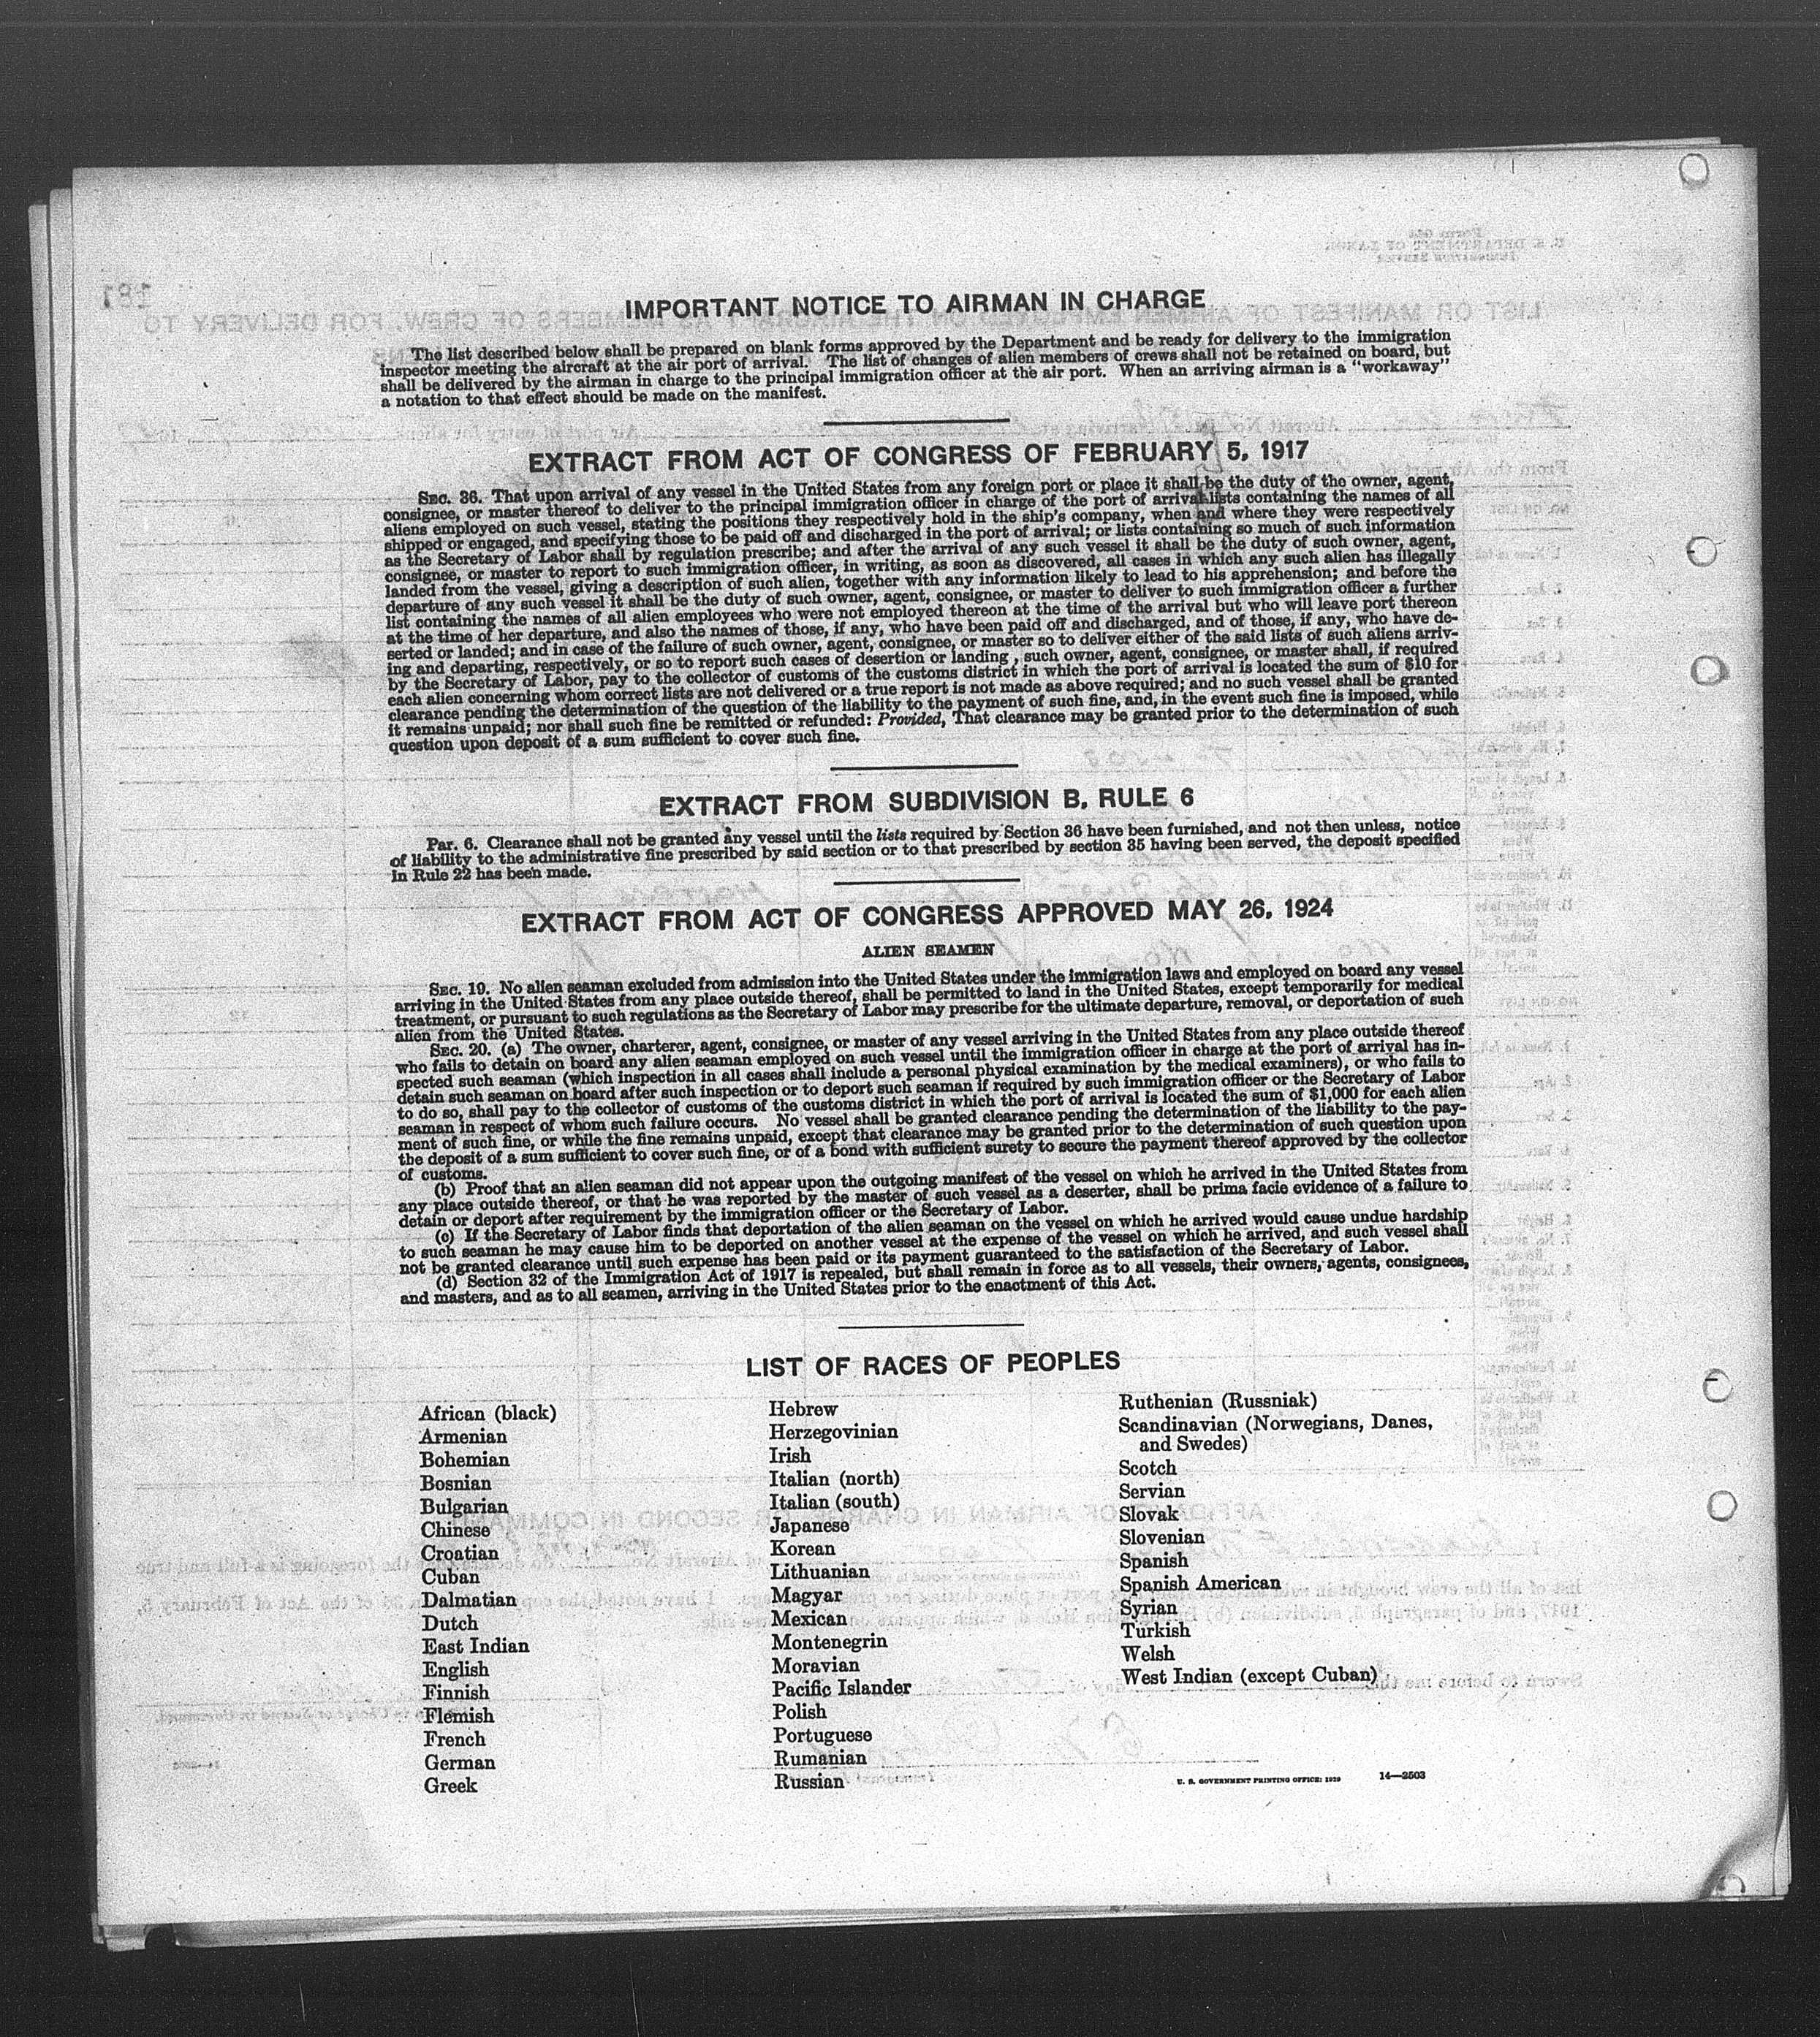 IMPORTANT NOTICE TO AIRMAN IN CHARGE
The list described below shall be prepared on blank forms approved by the Department and be ready for delivery to the immigration
inspector meeting the aircraft at the air port of arrival. The list of changes of alien members of crews shall not be retained on board, but
shall be delivered by the airman in charge to the principal immigration officer at the air port. When an arriving airman is a “workaway”
a notation to that effect should be made on the manifest.
EXTRACT FROM ACT OF CONGRESS OF FEBRUARY 5, 1917
SEC. 36. That upon arrival of any vessel in the United States from any foreign port or place it shall be the duty of the owner, agent,
consignee, or master thereof to deliver to the principal immigration officer in charge of the port of arrival lists containing the names of all
aliens employed on such vessel, stating the positions they respectively hold in the ship's company, when and where they were respectively
shipped or engaged, and specifying those to be paid off and discharged in the port of arrival; or lists containing so much of such information
as the Secretary of Labor shall by regulation prescribe; and after the arrival of any such vessel it shall be the duty of such owner, agent,
consignee, or master to report to such immigration officer, in writing, as soon as discovered, all cases in which any such alien has illegally
landed from the vessel, giving a description of such alien, together with any information likely to lead to his apprehension; and before the
departure of any such vessel it shall be the duty of such owner, agent, consignee, or master to deliver to such immigration officer a further
list containing the names of all alien employees who were not employed thereon at the time of the arrival but who will leave port thereon
at the time of her departure, and also the names of those, if any, who have been paid off and discharged, and of those, if any, who have de-
serted or landed; and in case of the failure of such owner, agent, consignee, or master so to deliver either of the said lists of such aliens arriv-
ing and departing, respectively, or so to report such cases of desertion or landing, such owner, agent, consignee, or master shall, if required
by the Secretary of Labor, pay to the collector of customs of the customs district in which the port of arrival is located the sum of $10 for
each alien concerning whom correct lists are not delivered or a true report is not made as above required; and no such vessel shall be granted
clearance pending the determination of the question of the liability to the payment of such fine, and, in the event such fine is imposed, while
it remains unpaid; nor shall such fine be remitted or refunded: Provided, That clearance may be granted prior to the determination of such
question upon deposit of a sum sufficient to cover such fine.
EXTRACT FROM SUBDIVISION B, RULE 6
Par. 6. Clearance shall not be granted any vessel until the lists required by Section 36 have been furnished, and not then unless, notice
of liability to the administrative fine prescribed by said section or to that prescribed by section 35 having been served, the deposit specified
in Rule 22 has been made.
EXTRACT FROM ACT OF CONGRESS APPROVED MAY 26, 1924
ALIEN SEAMEN
SEC. 19. No alien seaman excluded from admission into the United States under the immigration laws and employed on board any vessel
arriving in the United States from any place outside thereof, shall be permitted to land in the United States, except temporarily for medical
treatment, or pursuant to such regulations as the Secretary of Labor may prescribe for the ultimate departure, removal, or deportation of such
alien from the United States.
SEC. 20. (a) The owner, charterer, agent, consignee, or master of any vessel arriving in the United States from any place outside thereof
who fails to detain on board any alien seaman employed on such vessel until the immigration officer in charge at the port of arrival has in-
spected such seaman (which inspection in all cases shall include a personal physical examination by the medical examiners), or who fails to
detain such seaman on board after such inspection or to deport such seaman if required by such immigration officer or the Secretary of Labor
to do so, shall pay to the collector of customs of the customs district in which the port of arrival is located the sum of $1,000 for each alien
seaman in respect of whom such failure occurs. No vessel shall be granted clearance pending the determination of the liability to the pay-
ment of such fine, or while the fine remains unpaid, except that clearance may be granted prior to the determination of such question upon
the deposit of a sum sufficient to cover such fine, or of a bond with sufficient surety to secure the payment thereof approved by the collector
of customs.
(b) Proof that an alien seaman did not appear upon the outgoing manifest of the vessel on which he arrived in the United States from
any place outside thereof, or that he was reported by the master of such vessel as a deserter, shall be prima facie evidence of a failure to
detain or deport after requirement by the immigration officer or the Secretary of Labor.
(c) If the Secretary of Labor finds that deportation of the alien seaman on the vessel on which he arrived would cause undue hardship
to such seaman he may cause him to be deported on another vessel at the expense of the vessel on which he arrived, and such vessel shall
not be granted clearance until such expense has been paid or its payment guaranteed to the satisfaction of the Secretary of Labor.
(d) Section 32 of the Immigration Act of 1917 is repealed, but shall remain in force as to all vessels, their owners, agents, consignees,
and masters, and as to all seamen, arriving in the United States prior to the enactment of this Act.
LIST OF RACES OF PEOPLES
African (black)
Armenian
Bohemian
Bosnian
Bulgarian
Chinese
Croatian
Cuban
Dalmatian
Dutch
East Indian
English
Finnish
Flemish
French
German
Greek
Hebrew
Herzegovinian
Irish
Italian (north)
Italian (south)
Japanese
Korean
Lithuanian
Magyar
Mexican
Montenegrin
Moravian
Pacific Islander
Polish
Portuguese
Rumanian
Russian
Ruthenian (Russniak)
Scandinavian (Norwegians, Danes,
and Swedes)
Scotch
Servian
Slovak
Slovenian
Spanish
Spanish American
Syrian
Turkish
Welsh
West Indian (except Cuban)
U. S. GOVERNMENT PRINTING OFFICE: 1929 14—2503